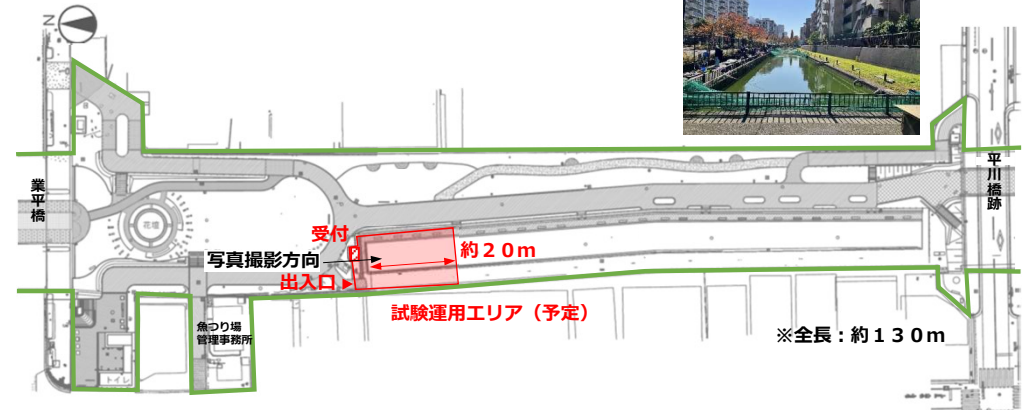 N
業平橋
花壇
受付
写真撮影方向
約２０ｍ
出入口
試験運用エリア（予定）
魚つり場
管理事務所
トイレ
※全長：約１３０ｍ
平川橋跡